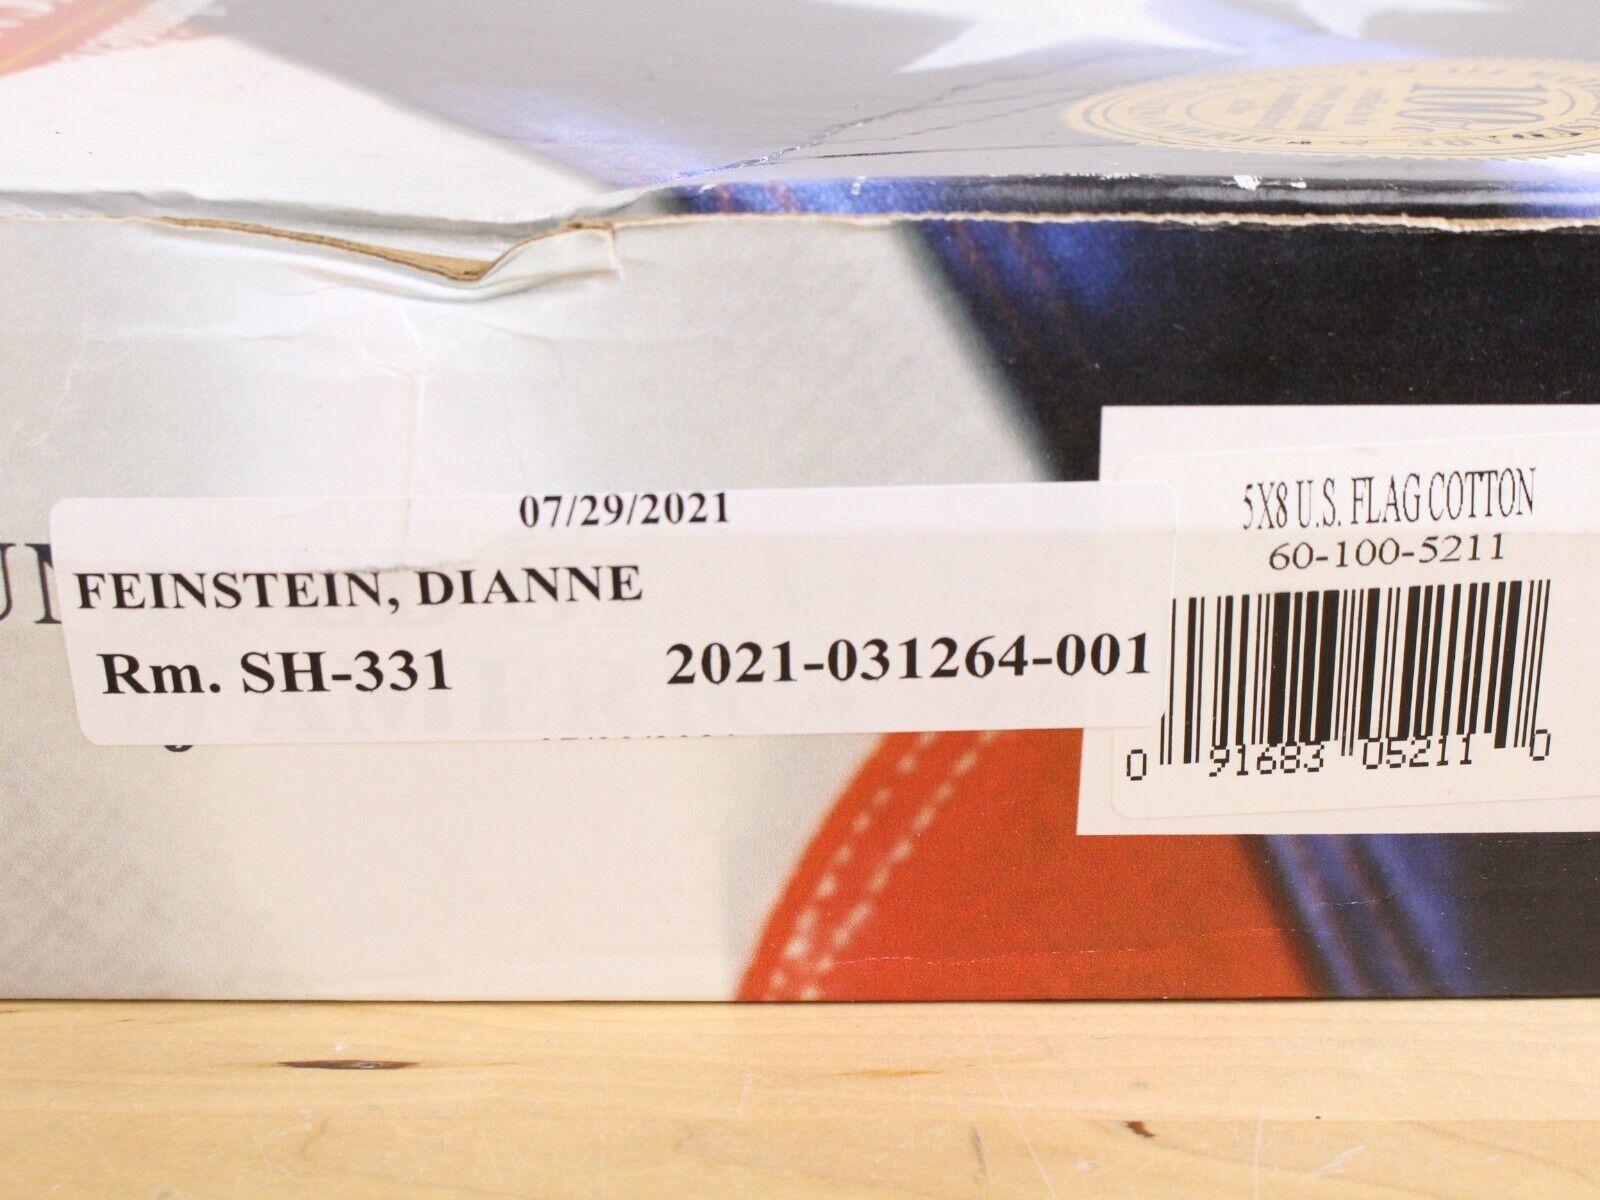 100
07/29/2021
FEINSTEIN, DIANNE
Rm. SH-331 2021-031264-001
5X8 U.S. FLAG COTTON
60-100-5211
0 91683 05211 0